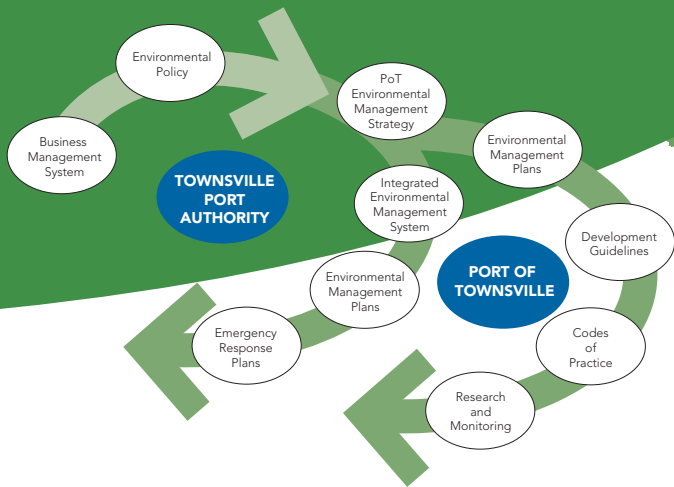 Environmental
Policy
Business
Management
System
TOWNSVILLE
PORT
AUTHORITY
PoT
Environmental
Management
Strategy
Integrated
Environmental
Management
System
Environmental
Management
Plans
Emergency
Response
Plans
Environmental
Management
Plans
Development
Guidelines
PORT OF
TOWNSVILLE
Codes
of
Practice
Research
and
Monitoring